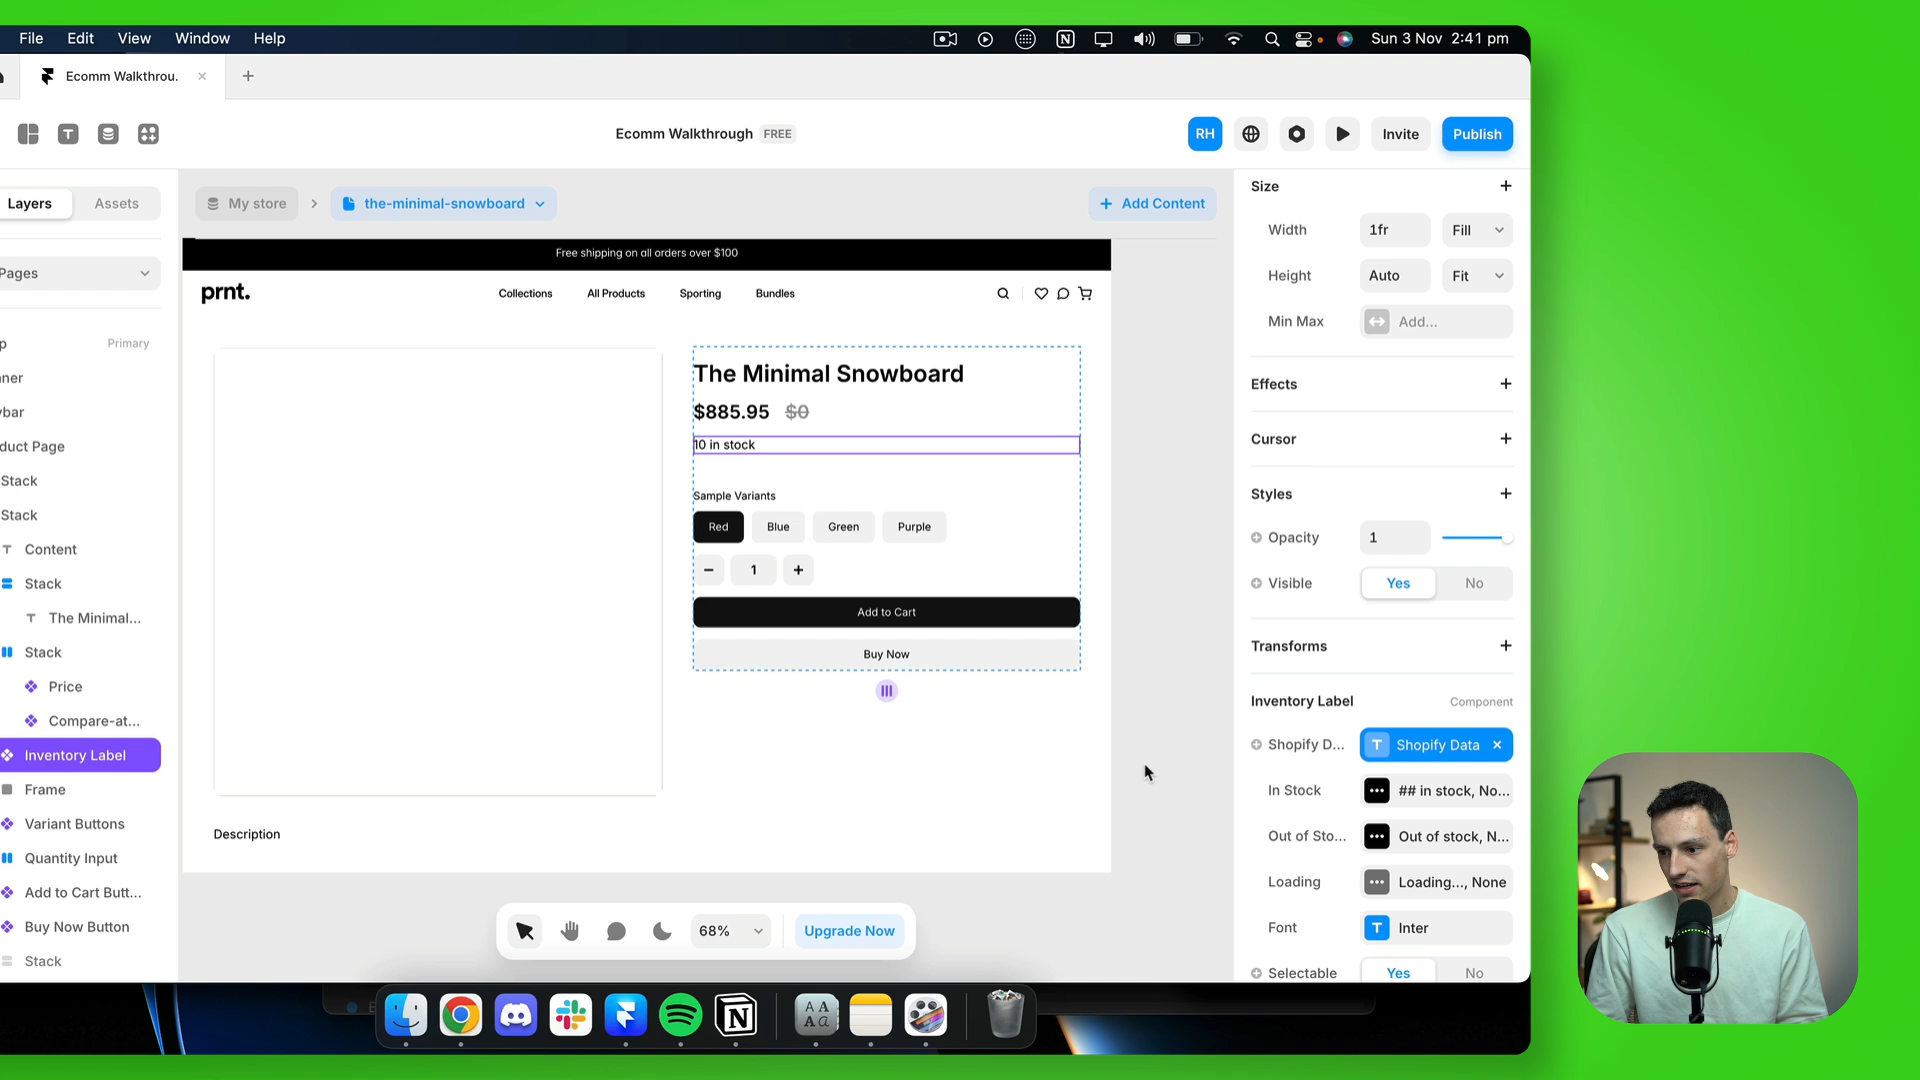 File Edit View Window Help
Sun 3 Nov 2:41 pm
Ecomm Walkthrou.
Ecomm Walkthrough FREE
RH
Invite
Publish
Layers
Assets
My store
the-minimal-snowboard
Add Content
Pages
Primary
Product Page
Stack
Stack
Content
Stack
The Minimal...
Stack
Price
Compare-at...
Inventory Label
Frame
Variant Buttons
Quantity Input
Add to Cart Butt...
Buy Now Button
Stack
Free shipping on all orders over $100
prnt.
Collections
All Products
Sporting
Bundles
The Minimal Snowboard
$885.95 $0
10 in stock
Sample Variants
Red
Blue
Green
Purple
1
Add to Cart
Buy Now
Description
68%
Upgrade Now
Size
Width 1fr Fill
Height Auto Fit
Min Max Add...
Effects
Cursor
Styles
Opacity 1
Visible Yes No
Transforms
Inventory Label Component
Shopify D... Shopify Data
In Stock ## in stock, No...
Out of Sto... Out of stock, N...
Loading Loading..., None
Font Inter
Selectable Yes No